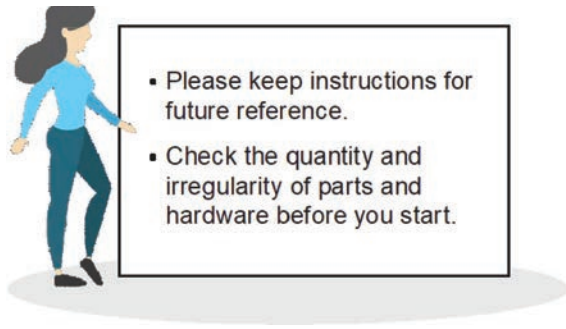 ▪ Please keep instructions for
future reference.
▪ Check the quantity and
irregularity of parts and
hardware before you start.